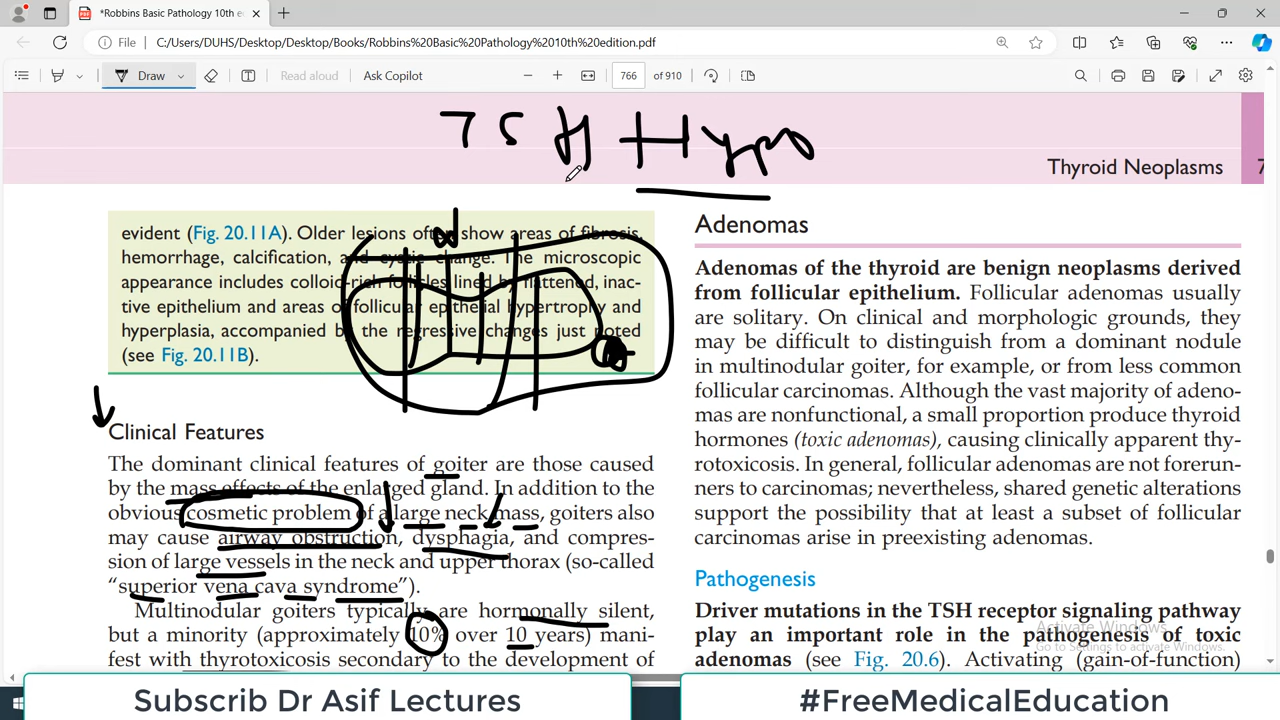 *Robbins Basic Pathology 10th e
File
C:/Users/DUHS/Desktop/Desktop/Books/Robbins%20Basic%20Pathology%2010th%20edition.pdf
Draw
Read aloud
Ask Copilot
766 of 910
TSH Hypo
Thyroid Neoplasms 7
evident (Fig. 20.11A). Older lesions often show areas of fibrosis,
hemorrhage, calcification, and cystic change. The microscopic
appearance includes colloid-rich follicles lined by flattened, inac-
tive epithelium and areas of follicular epithelial hypertrophy and
hyperplasia, accompanied by the regressive changes just noted
(see Fig. 20.11B).
Clinical Features
The dominant clinical features of goiter are those caused
by the mass effects of the enlarged gland. In addition to the
obvious cosmetic problem of a large neck mass, goiters also
may cause airway obstruction, dysphagia, and compres-
sion of large vessels in the neck and upper thorax (so-called
“superior vena cava syndrome”).
Multinodular goiters typically are hormonally silent,
but a minority (approximately 10% over 10 years) mani-
fest with thyrotoxicosis secondary to the development of
Adenomas
Adenomas of the thyroid are benign neoplasms derived
from follicular epithelium. Follicular adenomas usually
are solitary. On clinical and morphologic grounds, they
may be difficult to distinguish from a dominant nodule
in multinodular goiter, for example, or from less common
follicular carcinomas. Although the vast majority of adeno-
mas are nonfunctional, a small proportion produce thyroid
hormones (toxic adenomas), causing clinically apparent thy-
rotoxicosis. In general, follicular adenomas are not forerun-
ners to carcinomas; nevertheless, shared genetic alterations
support the possibility that at least a subset of follicular
carcinomas arise in preexisting adenomas.
Pathogenesis
Driver mutations in the TSH receptor signaling pathway
play an important role in the pathogenesis of toxic
adenomas (see Fig. 20.6). Activating (gain-of-function)
Activate Windows
Go to Settings to activate Windows.
Subscrib Dr Asif Lectures
#FreeMedicalEducation